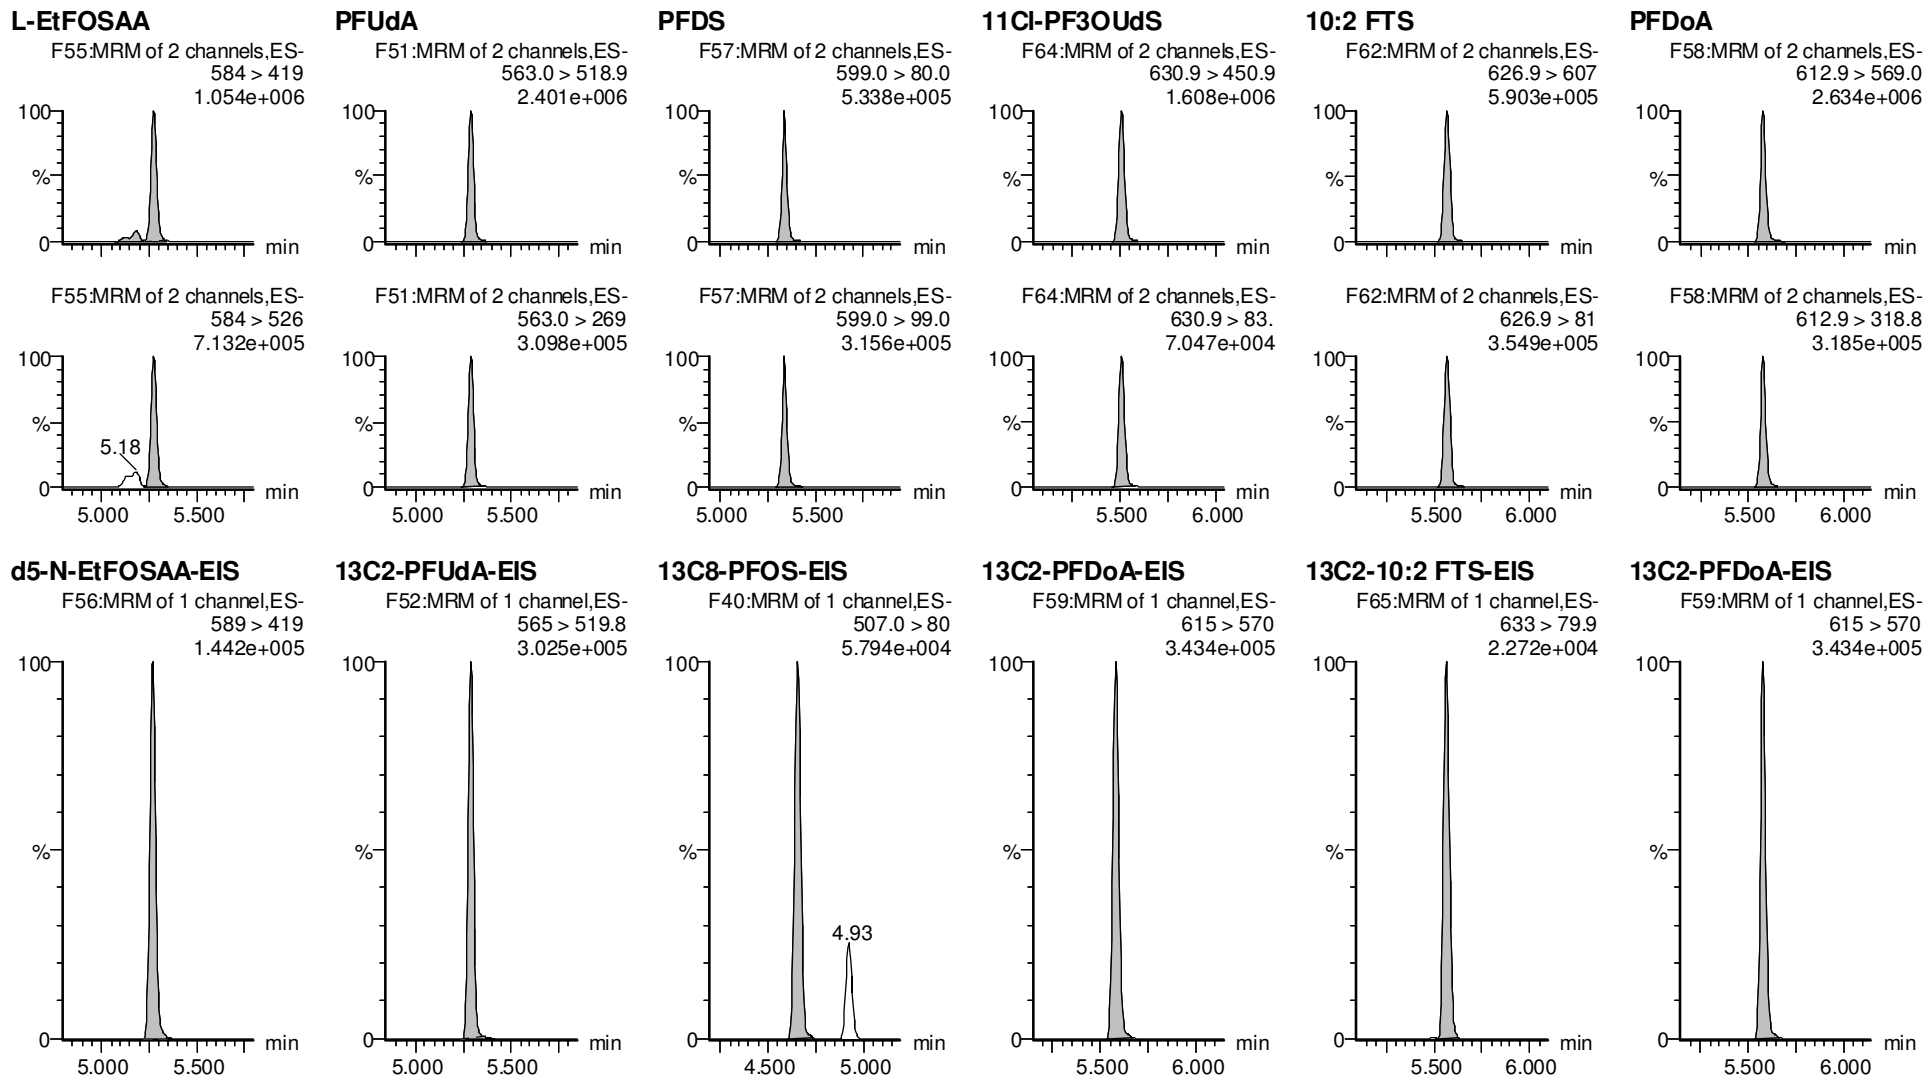 L-EtFOSAA
F55:MRM of 2 channels,ES-
584 > 419
1.054e+006
100
%
0
min
F55:MRM of 2 channels,ES-
584 > 526
7.132e+005
100
%
5.18
0
min
5.000 5.500
PFUdA
F51:MRM of 2 channels,ES-
563.0 > 518.9
2.401e+006
100
%
0
min
F51:MRM of 2 channels,ES-
563.0 > 269
3.098e+005
100
%
0
min
5.000 5.500
PFDS
F57:MRM of 2 channels,ES-
599.0 > 80.0
5.338e+005
100
%
0
min
F57:MRM of 2 channels,ES-
599.0 > 99.0
3.156e+005
100
%
0
min
5.000 5.500
11Cl-PF3OUdS
F64:MRM of 2 channels,ES-
630.9 > 450.9
1.608e+006
100
%
0
min
F64:MRM of 2 channels,ES-
630.9 > 83.
7.047e+004
100
%
0
min
5.500 6.000
10:2 FTS
F62:MRM of 2 channels,ES-
626.9 > 607
5.903e+005
100
%
0
min
F62:MRM of 2 channels,ES-
626.9 > 81
3.549e+005
100
%
0
min
5.500 6.000
PFDoA
F58:MRM of 2 channels,ES-
612.9 > 569.0
2.634e+006
100
%
0
min
F58:MRM of 2 channels,ES-
612.9 > 318.8
3.185e+005
100
%
0
min
5.500 6.000
d5-N-EtFOSAA-EIS
F56:MRM of 1 channel,ES-
589 > 419
1.442e+005
100
%
0
min
5.000 5.500
13C2-PFUdA-EIS
F52:MRM of 1 channel,ES-
565 > 519.8
3.025e+005
100
%
0
min
5.000 5.500
13C8-PFOS-EIS
F40:MRM of 1 channel,ES-
507.0 > 80
5.794e+004
100
%
4.93
0
min
4.500 5.000
13C2-PFDoA-EIS
F59:MRM of 1 channel,ES-
615 > 570
3.434e+005
100
%
0
min
5.500 6.000
13C2-10:2 FTS-EIS
F65:MRM of 1 channel,ES-
633 > 79.9
2.272e+004
100
%
0
min
5.500 6.000
13C2-PFDoA-EIS
F59:MRM of 1 channel,ES-
615 > 570
3.434e+005
100
%
0
min
5.500 6.000